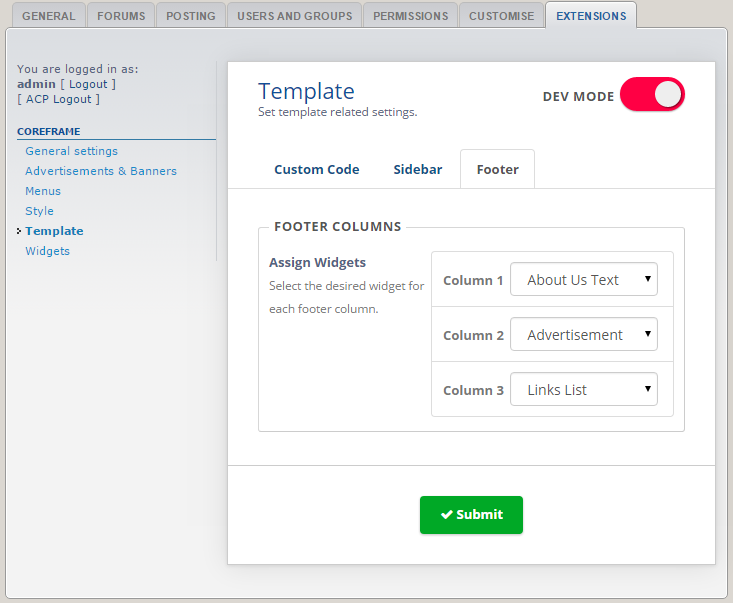 GENERAL FORUMS POSTING USERS AND GROUPS PERMISSIONS CUSTOMISE EXTENSIONS
You are logged in as:
admin [ Logout ]
[ ACP Logout ]
COREFRAME
General settings
Advertisements & Banners
Menus
Style
Template
Widgets
Template
Set template related settings.
DEV MODE
Custom Code Sidebar Footer
FOOTER COLUMNS
Assign Widgets
Select the desired widget for
each footer column.
Column 1 About Us Text
Column 2 Advertisement
Column 3 Links List
Submit